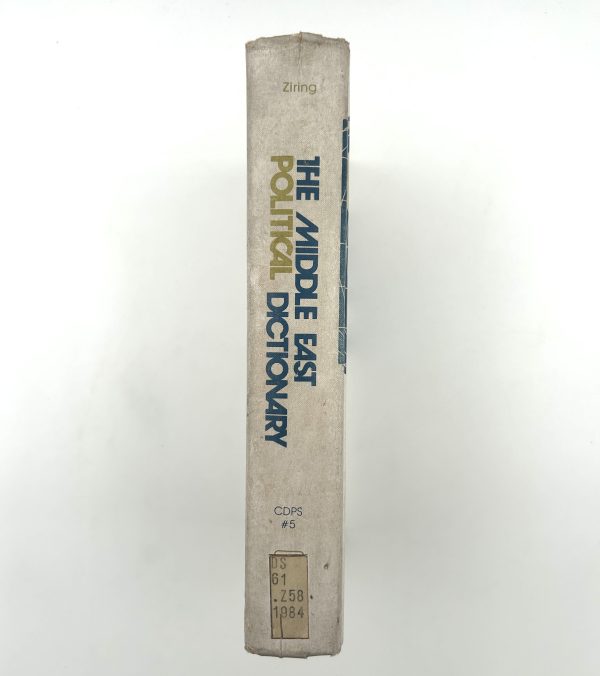 Ziring
THE MIDDLE EAST
POLITICAL DICTIONARY
CDPS
#5
DS
61
.Z58
1984